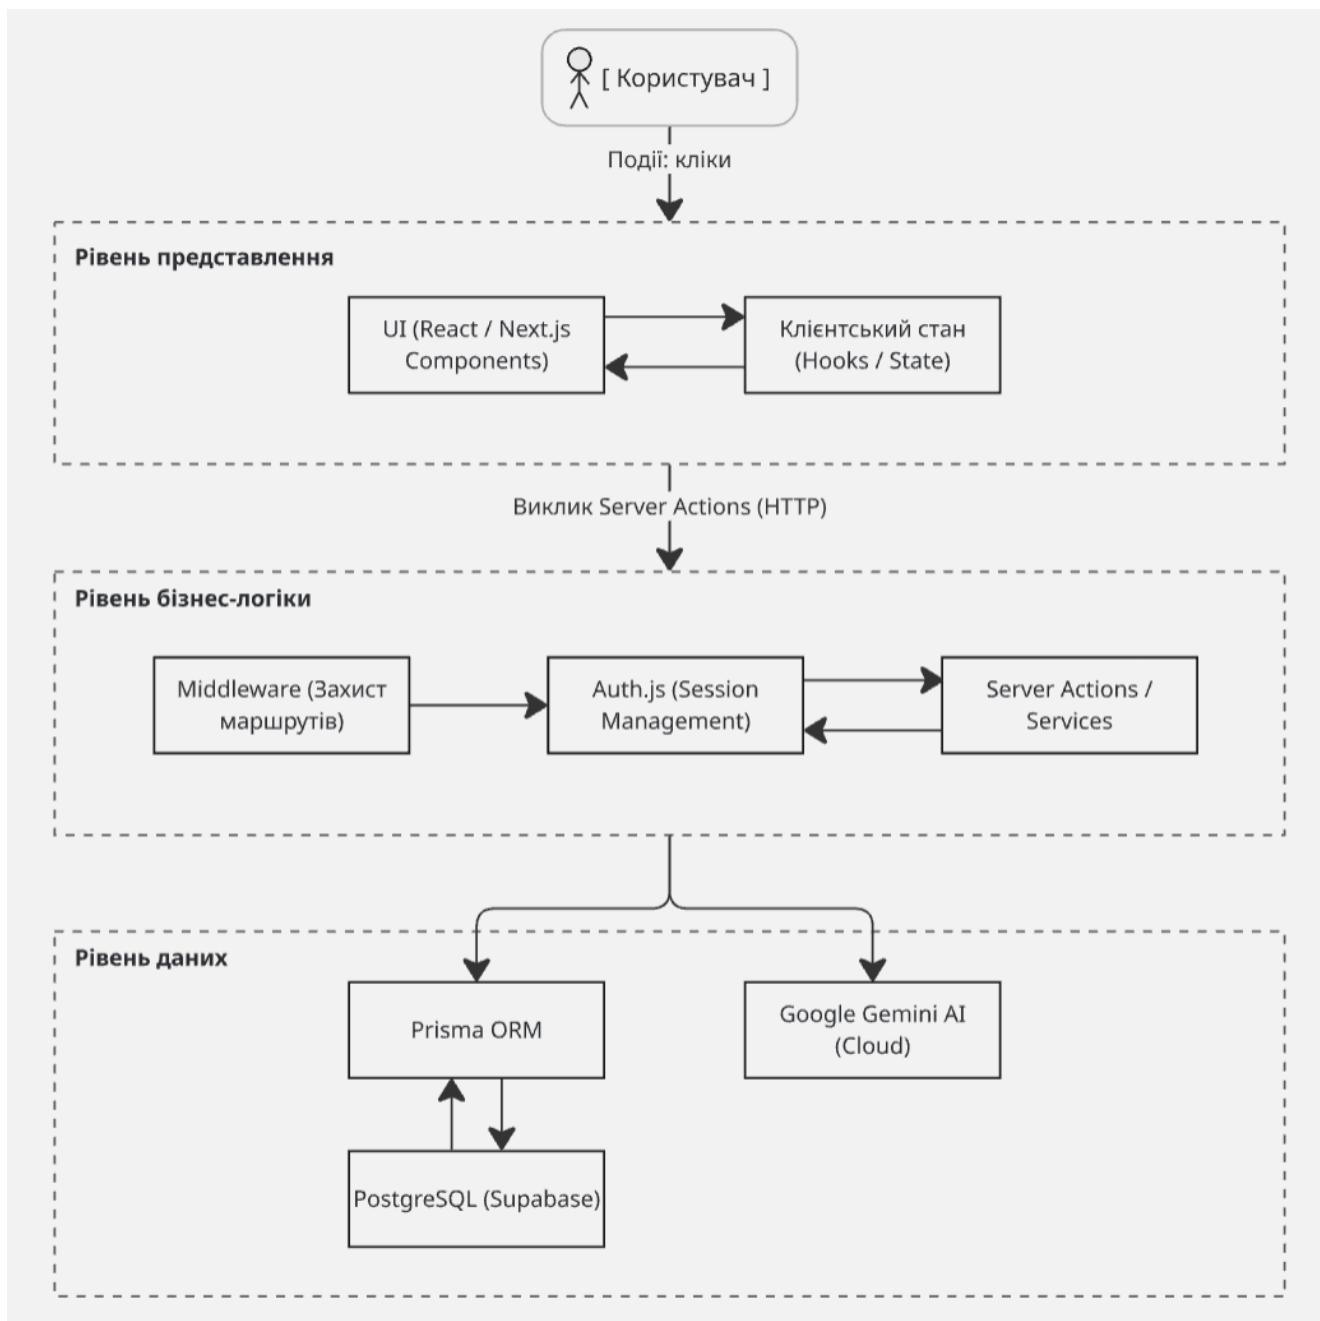 [ Користувач ]
Події: кліки
Рівень представлення
UI (React / Next.js
Components)
Клієнтський стан
(Hooks / State)
Виклик Server Actions (HTTP)
Рівень бізнес-логіки
Middleware (Захист
маршрутів)
Auth.js (Session
Management)
Server Actions /
Services
Рівень даних
Prisma ORM
Google Gemini AI
(Cloud)
PostgreSQL (Supabase)